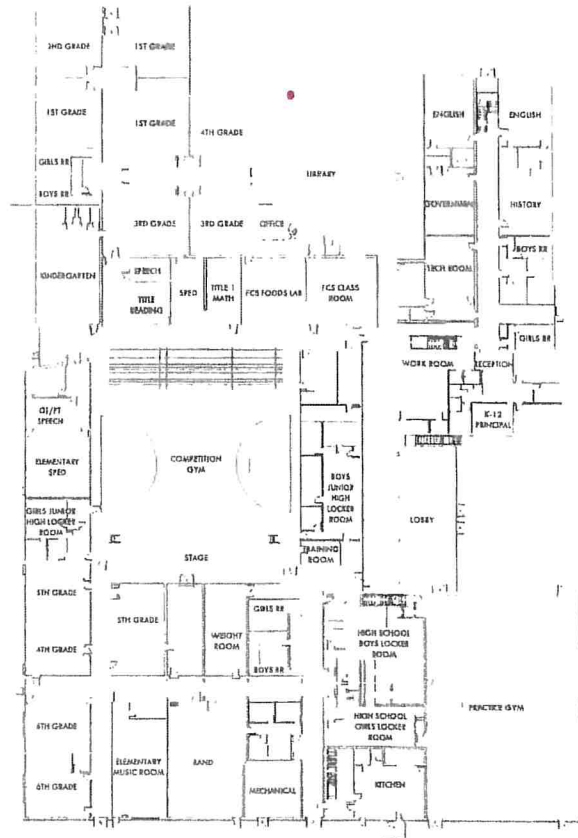 2ND GRADE
1ST GRADE
1ST GRADE
1ST GRADE
4TH GRADE
ENGLISH
ENGLISH
GIRLS RR
BOYS RR
LIBRARY
GOVERNMENT
HISTORY
3RD GRADE
3RD GRADE
OFFICE
BOYS RR
KINDERGARTEN
SPEECH
TITLE
READING
SPED
TITLE 1
MATH
FCS FOODS LAB
FCS CLASS
ROOM
TECH ROOM
GIRLS RR
WORK ROOM
RECEPTION
OT/PT
SPEECH
K-12
PRINCIPAL
ELEMENTARY
SPED
COMPETITION
GYM
BOYS
JUNIOR
HIGH
LOCKER
ROOM
LOBBY
GIRLS JUNIOR
HIGH LOCKER
ROOM
STAGE
TRAINING
ROOM
5TH GRADE
5TH GRADE
GIRLS RR
WEIGHT
ROOM
4TH GRADE
BOYS RR
HIGH SCHOOL
BOYS LOCKER
ROOM
PRACTICE GYM
6TH GRADE
HIGH SCHOOL
GIRLS LOCKER
ROOM
ELEMENTARY
MUSIC ROOM
BAND
6TH GRADE
MECHANICAL
KITCHEN